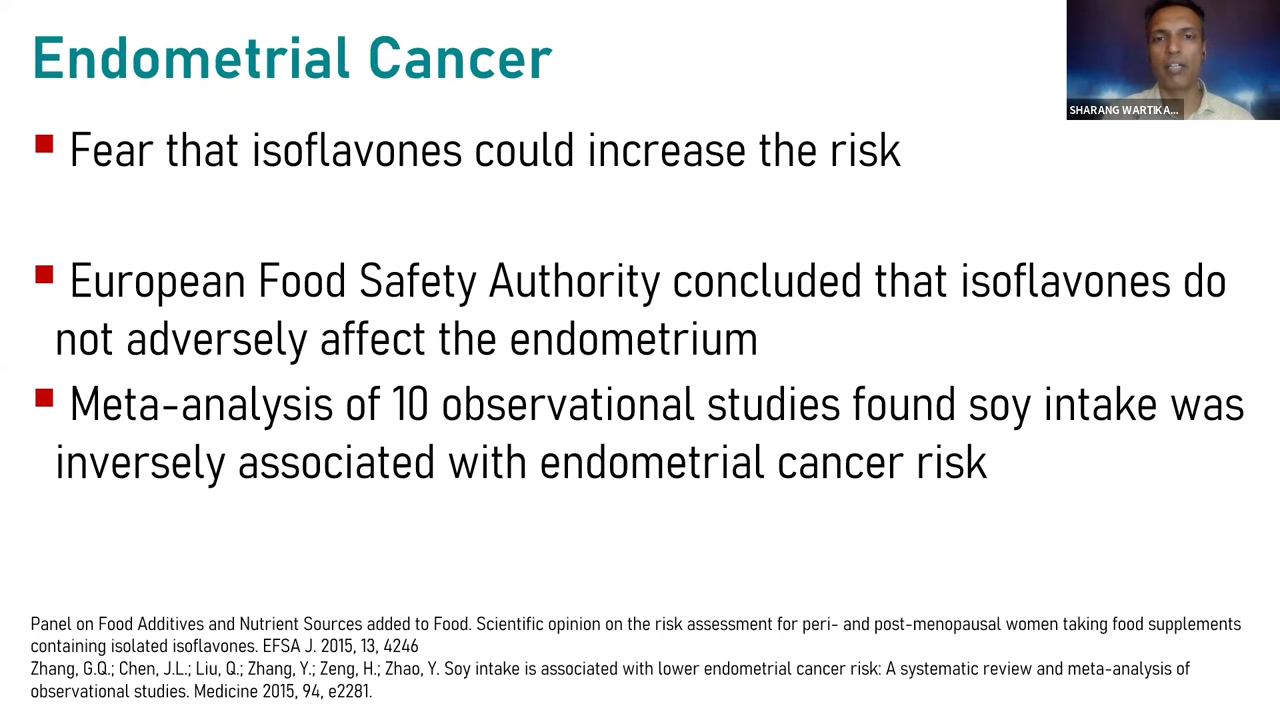 Endometrial Cancer
SHARANG WARTIKA...
Fear that isoflavones could increase the risk
European Food Safety Authority concluded that isoflavones do
not adversely affect the endometrium
Meta-analysis of 10 observational studies found soy intake was
inversely associated with endometrial cancer risk
Panel on Food Additives and Nutrient Sources added to Food. Scientific opinion on the risk assessment for peri- and post-menopausal women taking food supplements
containing isolated isoflavones. EFSA J. 2015, 13, 4246
Zhang, G.Q.; Chen, J.L.; Liu, Q.; Zhang, Y.; Zeng, H.; Zhao, Y. Soy intake is associated with lower endometrial cancer risk: A systematic review and meta-analysis of
observational studies. Medicine 2015, 94, e2281.